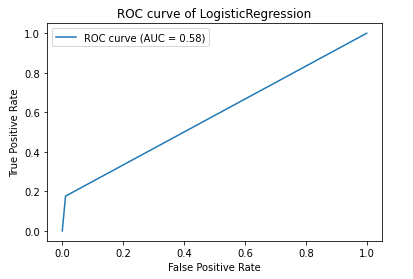 ROC curve of LogisticRegression
ROC curve (AUC = 0.58)
True Positive Rate
1.0
0.8
0.6
0.4
0.2
0.0
0.0 0.2 0.4 0.6 0.8 1.0
False Positive Rate